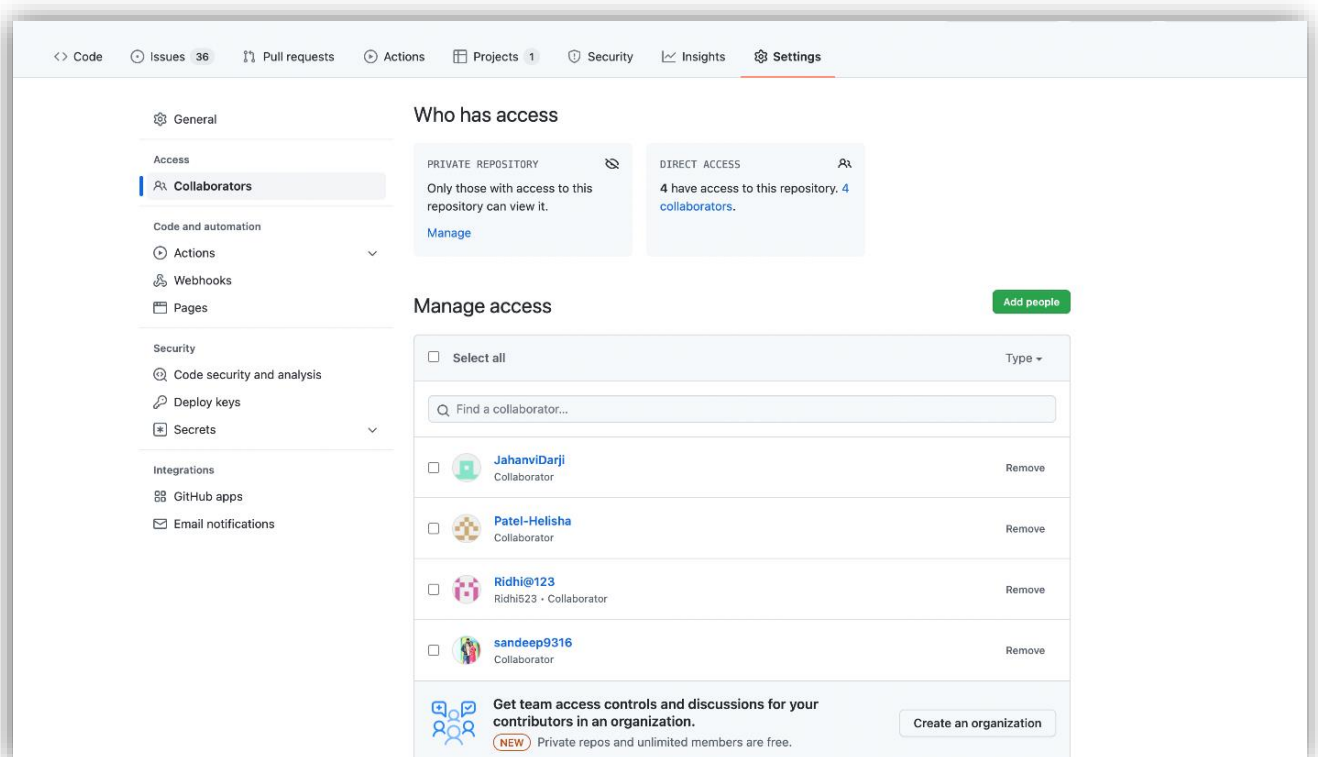 Code Issues 36 Pull requests Actions Projects 1 Security Insights Settings
General
Access
Collaborators
Code and automation
Actions
Webhooks
Pages
Security
Code security and analysis
Deploy keys
Secrets
Integrations
GitHub apps
Email notifications
Who has access
PRIVATE REPOSITORY
Only those with access to this
repository can view it.
Manage
DIRECT ACCESS
4 have access to this repository. 4
collaborators.
Manage access
Add people
Select all
Type
Find a collaborator...
JahanviDarji
Collaborator
Remove
Patel-Helisha
Collaborator
Remove
Ridhi@123
Ridhi523 • Collaborator
Remove
sandeep9316
Collaborator
Remove
Get team access controls and discussions for your
contributors in an organization.
NEW Private repos and unlimited members are free.
Create an organization